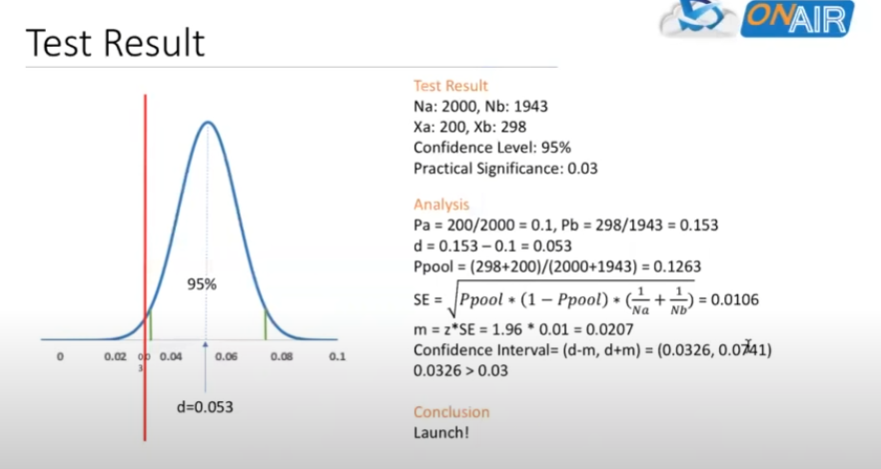 ONAIR
Test Result
Test Result
Na: 2000, Nb: 1943
Xa: 200, Xb: 298
Confidence Level: 95%
Practical Significance: 0.03
Analysis
Pa = 200/2000 = 0.1, Pb = 298/1943 = 0.153
d = 0.153 – 0.1 = 0.053
Ppool = (298+200)/(2000+1943) = 0.1263
SE = √(Ppool * (1 − Ppool) * (1/Na + 1/Nb)) = 0.0106
m = z*SE = 1.96 * 0.01 = 0.0207
Confidence Interval= (d-m, d+m) = (0.0326, 0.0741)
0.0326 > 0.03
Conclusion
Launch!
95%
0 0.02 0.03 0.04 0.06 0.08 0.1
d=0.053